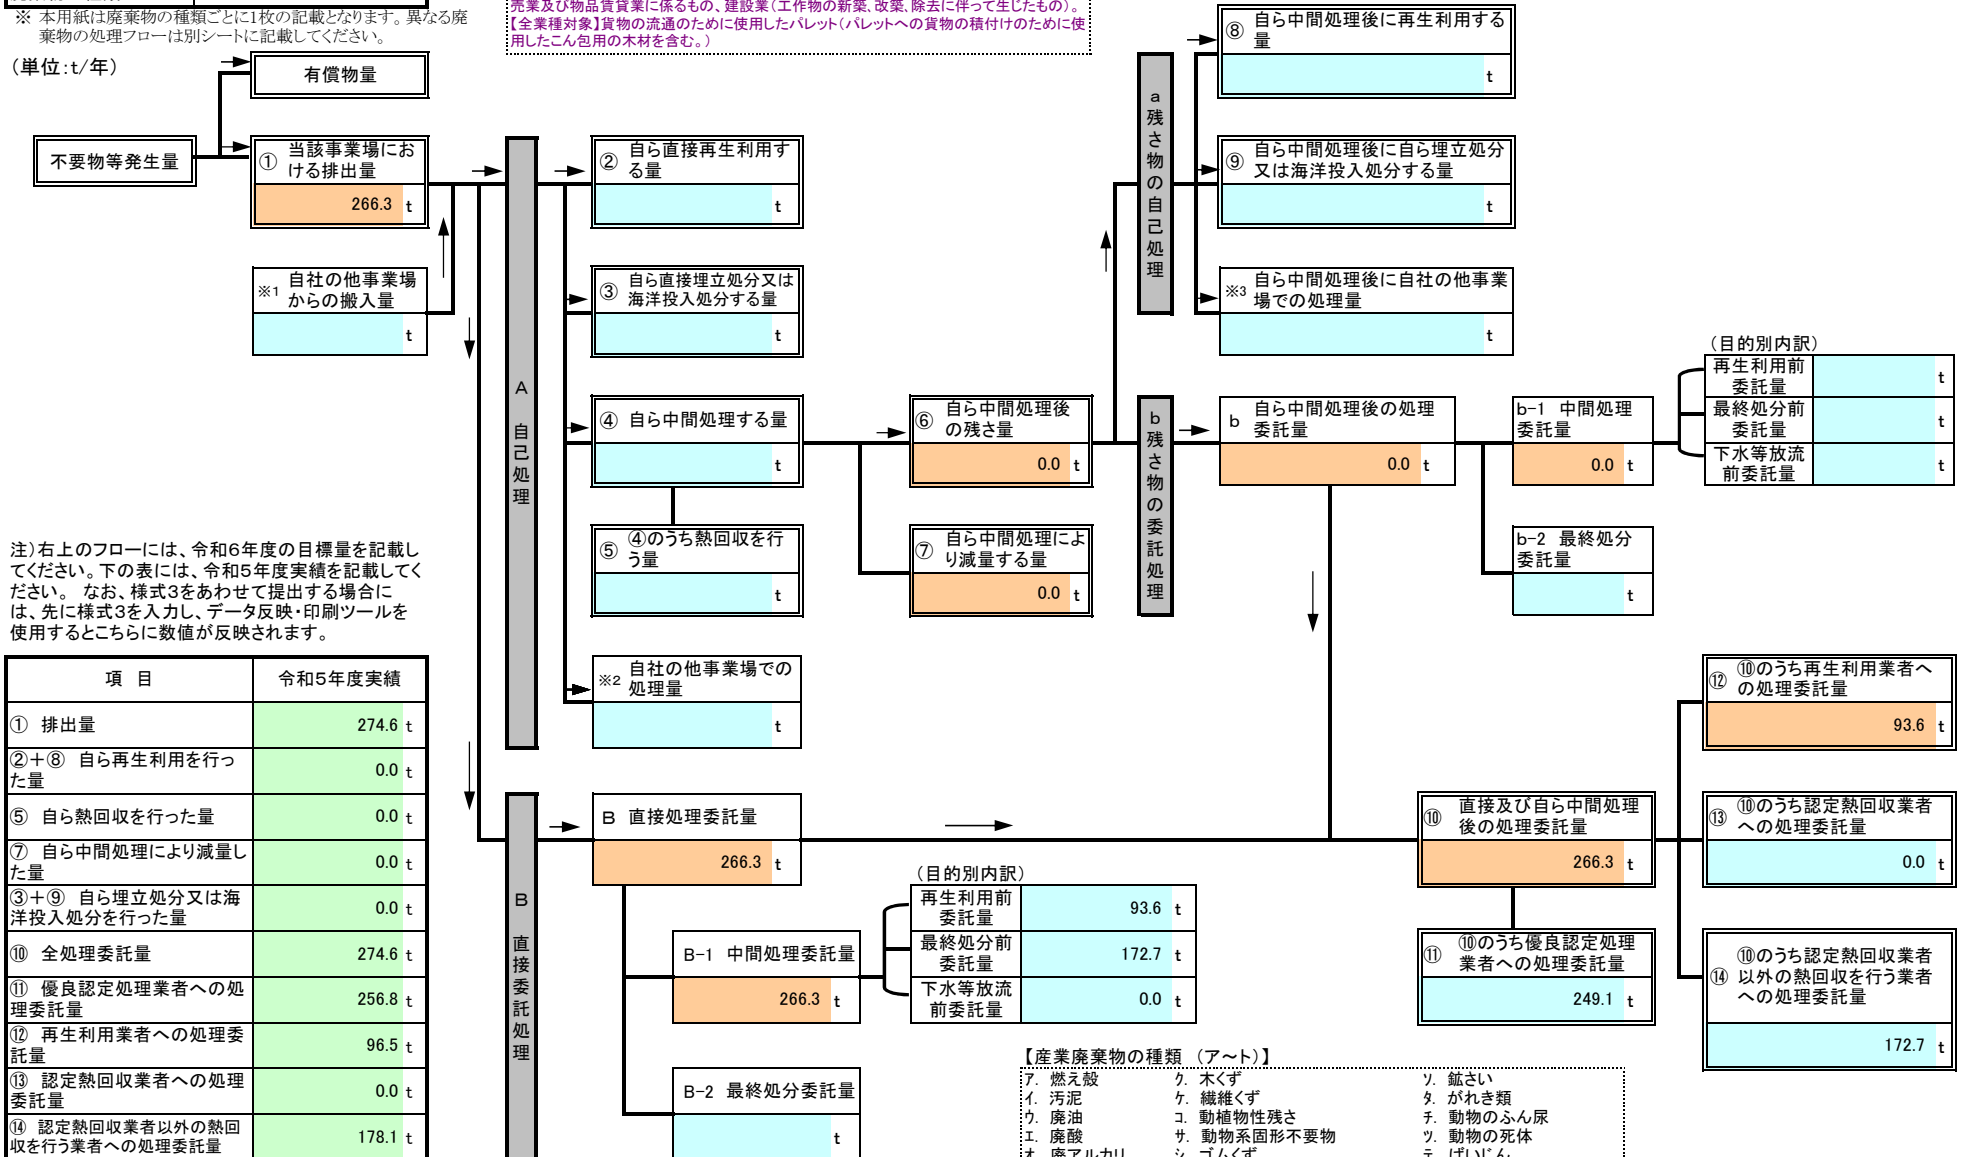 ※ 本用紙は廃棄物の種類ごとに1枚の記載となります。異なる廃
棄物の処理フローは別シートに記載してください。
(単位:t/年)
売業及び物品賃貸業に係るもの、建設業(工作物の新築、改築、除去に伴って生じたもの)。
【全業種対象】貨物の流通のために使用したパレット(パレットへの貨物の積付けのために使
用したこん包用の木材を含む。)
有償物量
不要物等発生量
① 当該事業場にお
ける排出量
266.3 t
※1 自社の他事業場
からの搬入量
t
A 自己処理
② 自ら直接再生利用す
る量
t
③ 自ら直接埋立処分又は
海洋投入処分する量
t
④ 自ら中間処理する量
t
⑤ ④のうち熱回収を行
う量
t
※2 自社の他事業場での
処理量
t
⑥ 自ら中間処理後
の残さ量
0.0 t
⑦ 自ら中間処理によ
り減量する量
0.0 t
a 残さ物の自己処理
⑧ 自ら中間処理後に再生利用する
量
t
⑨ 自ら中間処理後に自ら埋立処分
又は海洋投入処分する量
t
※3 自ら中間処理後に自社の他事業
場での処理量
t
b 残さ物の委託処理
b 自ら中間処理後の処理
委託量
0.0 t
b-1 中間処理
委託量
0.0 t
b-2 最終処分
委託量
t
(目的別内訳)
再生利用前
委託量
t
最終処分前
委託量
t
下水等放流
前委託量
t
注)右上のフローには、令和6年度の目標量を記載し
てください。下の表には、令和5年度実績を記載してく
ださい。 なお、様式3をあわせて提出する場合に
は、先に様式3を入力し、データ反映・印刷ツールを
使用するとこちらに数値が反映されます。
項 目 令和5年度実績
① 排出量 274.6 t
②+⑧ 自ら再生利用を行っ
た量 0.0 t
⑤ 自ら熱回収を行った量 0.0 t
⑦ 自ら中間処理により減量し
た量 0.0 t
③+⑨ 自ら埋立処分又は海
洋投入処分を行った量 0.0 t
⑩ 全処理委託量 274.6 t
⑪ 優良認定処理業者への処
理委託量 256.8 t
⑫ 再生利用業者への処理委
託量 96.5 t
⑬ 認定熱回収業者への処理
委託量 0.0 t
⑭ 認定熱回収業者以外の熱回
収を行う業者への処理委託量 178.1 t
B 直接委託処理
B 直接処理委託量
266.3 t
B-1 中間処理委託量
266.3 t
B-2 最終処分委託量
t
(目的別内訳)
再生利用前
委託量
93.6 t
最終処分前
委託量
172.7 t
下水等放流
前委託量
0.0 t
⑩ 直接及び自ら中間処理
後の処理委託量
266.3 t
⑪ ⑩のうち優良認定処理
業者への処理委託量
249.1 t
⑫ ⑩のうち再生利用業者へ
の処理委託量
93.6 t
⑬ ⑩のうち認定熱回収業者
への処理委託量
0.0 t
⑭ ⑩のうち認定熱回収業者
以外の熱回収を行う業者
への処理委託量
172.7 t
【産業廃棄物の種類 (ア~ト)】
ア. 燃え殻 ク. 木くず ソ. 鉱さい
イ. 汚泥 ケ. 繊維くず タ. がれき類
ウ. 廃油 コ. 動植物性残さ チ. 動物のふん尿
エ. 廃酸 サ. 動物系固形不要物 ツ. 動物の死体
オ. 廃アルカリ シ. ゴムくず テ. ばいじん